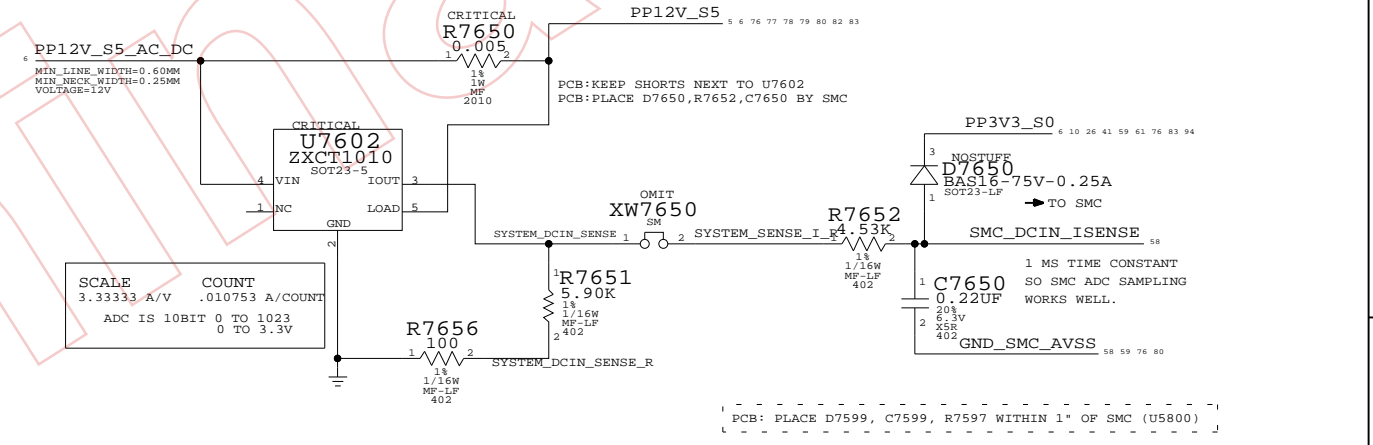 CRITICAL
R7650
0.005
1 2
1%
1W
MF
2010
PP12V_S5
5 6 76 77 78 79 80 82 83
6
PP12V_S5_AC_DC
MIN_LINE_WIDTH=0.60MM
MIN_NECK_WIDTH=0.25MM
VOLTAGE=12V
PCB:KEEP SHORTS NEXT TO U7602
PCB:PLACE D7650,R7652,C7650 BY SMC
CRITICAL
U7602
ZXCT1010
SOT23-5
4 VIN IOUT 3
1 NC LOAD 5
GND
2
PP3V3_S0
6 10 26 41 59 61 76 83 94
3
NOSTUFF
D7650
BAS16-75V-0.25A
SOT23-LF
1
TO SMC
OMIT
XW7650
SM
SYSTEM_DCIN_SENSE 1 2 SYSTEM_SENSE_I_R
R7652
4.53K
1 2
1%
1/16W
MF-LF
402
SMC_DCIN_ISENSE
58
1 MS TIME CONSTANT
SO SMC ADC SAMPLING
WORKS WELL.
1
C7650
0.22UF
20%
6.3V
X5R
402
2
GND_SMC_AVSS
58 59 76 80
1
R7651
5.90K
1%
1/16W
MF-LF
402
2
SYSTEM_DCIN_SENSE_R
R7656
100
1 2
1%
1/16W
MF-LF
402
SCALE COUNT
3.33333 A/V .010753 A/COUNT
ADC IS 10BIT 0 TO 1023
0 TO 3.3V
PCB: PLACE D7599, C7599, R7597 WITHIN 1" OF SMC (U5800)